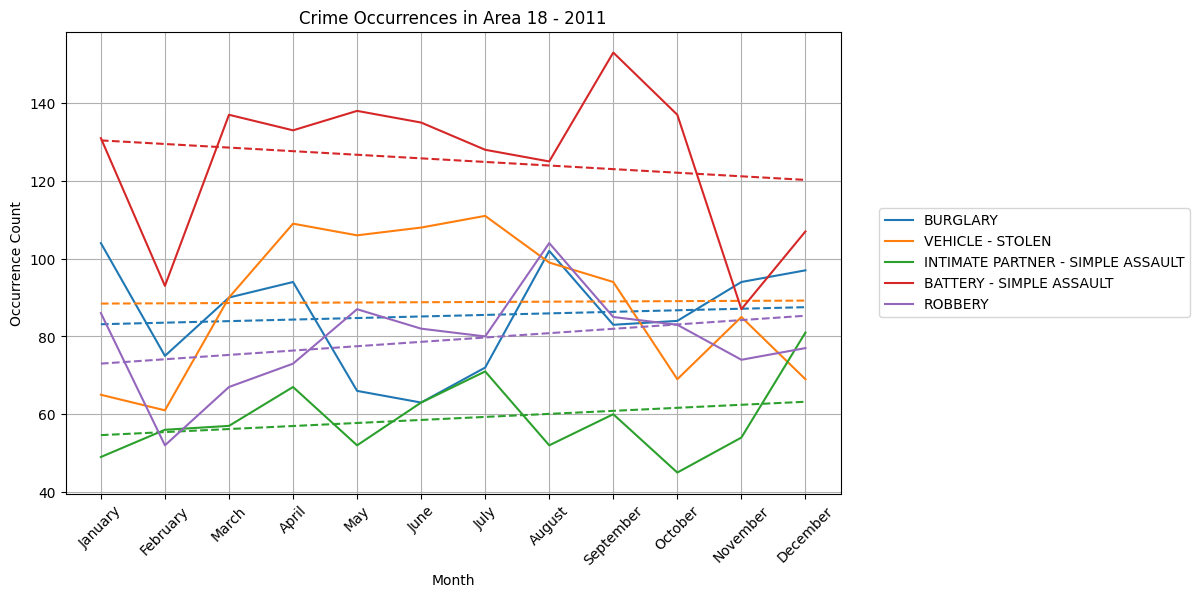 Crime Occurrences in Area 18 - 2011
Occurrence Count
140
120
100
80
60
40
January
February
March
April
May
June
July
August
September
October
November
December
Month
BURGLARY
VEHICLE - STOLEN
INTIMATE PARTNER - SIMPLE ASSAULT
BATTERY - SIMPLE ASSAULT
ROBBERY